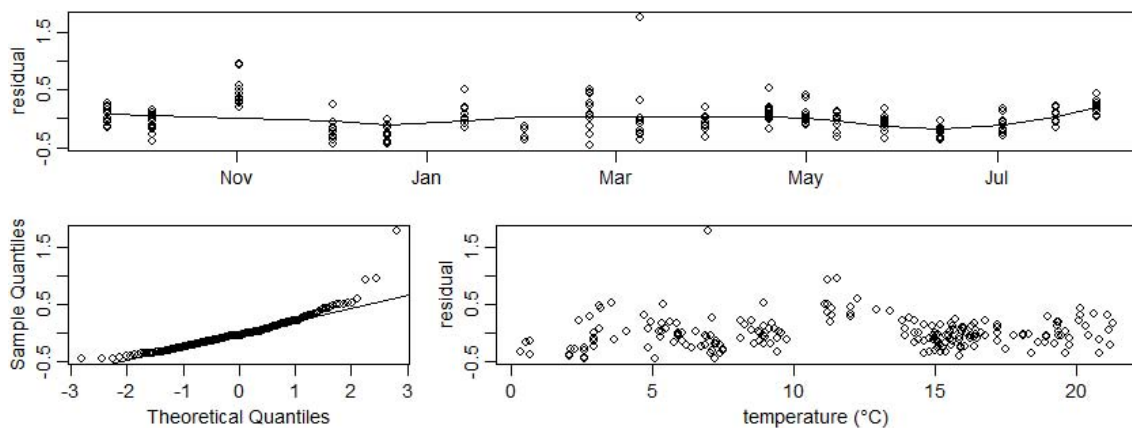 residual
1.5
0.5
-0.5
Nov Jan Mar May Jul
Sample Quantiles
1.5
0.5
-0.5
-3 -2 -1 0 1 2 3
Theoretical Quantiles
residual
1.5
0.5
-0.5
0 5 10 15 20
temperature (°C)